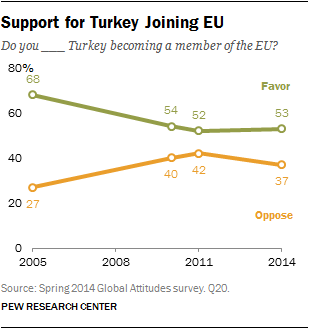 Support for Turkey Joining EU
Do you ___ Turkey becoming a member of the EU?
80%
68
Favor
60
54
52
53
40
40
42
37
20
27
Oppose
0
2005
2008
2011
2014
Source: Spring 2014 Global Attitudes survey. Q20.
PEW RESEARCH CENTER